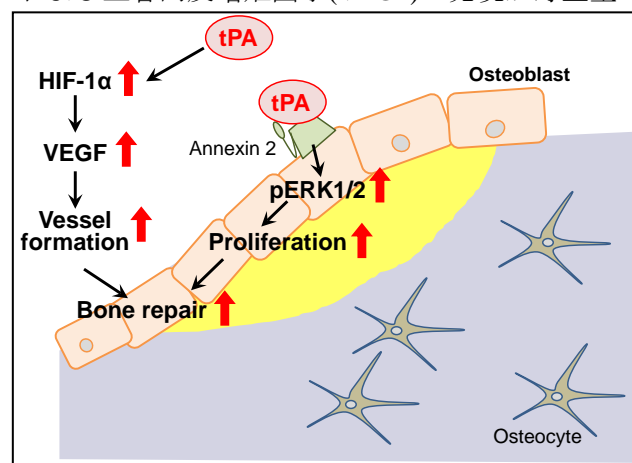 tPA
HIF-1α
VEGF
Vessel
formation
Bone repair
tPA
Annexin 2
pERK1/2
Proliferation
Osteoblast
Osteocyte